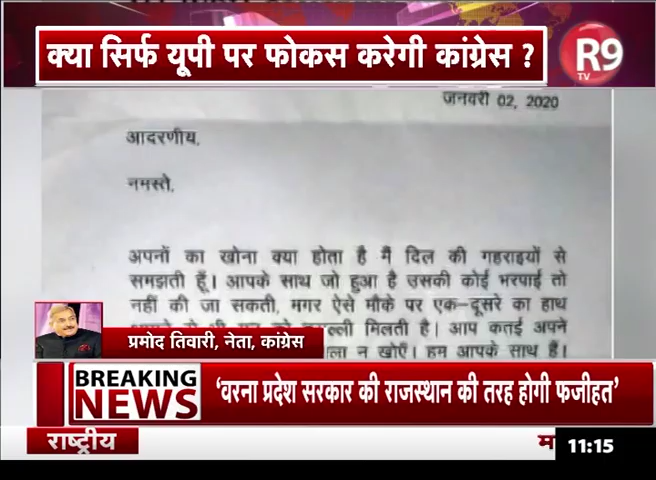 क्या सिर्फ यूपी पर फोकस करेगी कांग्रेस ?
R9
TV
जनवरी 02, 2020
आदरणीय,
नमस्ते,
अपनों का खोना क्या होता है मैं दिल की गहराइयों से
समझती हूँ। आपके साथ जो हुआ है उसकी कोई भरपाई तो
नहीं की जा सकती, मगर ऐसे मौके पर एक-दूसरे का हाथ
मिलती है। आप कतई अपने
न खोएँ। हम आपके साथ हैं।
प्रमोद तिवारी, नेता, कांग्रेस
BREAKING
NEWS
‘वरना प्रदेश सरकार की राजस्थान की तरह होगी फजीहत’
राष्ट्रीय
11:15